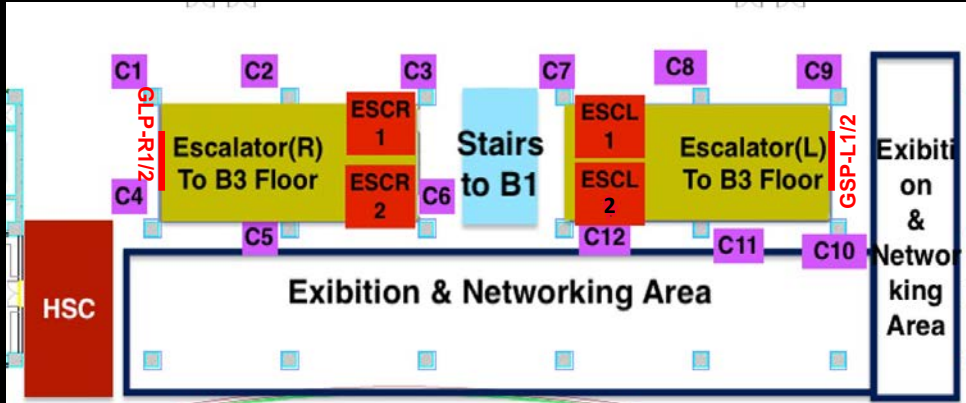 C1
C2
C3
C7
C8
C9
GLP-R1/2
Escalator(R)
To B3 Floor
ESCR
1
ESCR
2
Stairs
to B1
ESCL
1
ESCL
2
Escalator(L)
To B3 Floor
GSP-L1/2
Exibiti
on
&
Networ
king
Area
C4
C6
C5
C12
C11
C10
HSC
Exibition & Networking Area